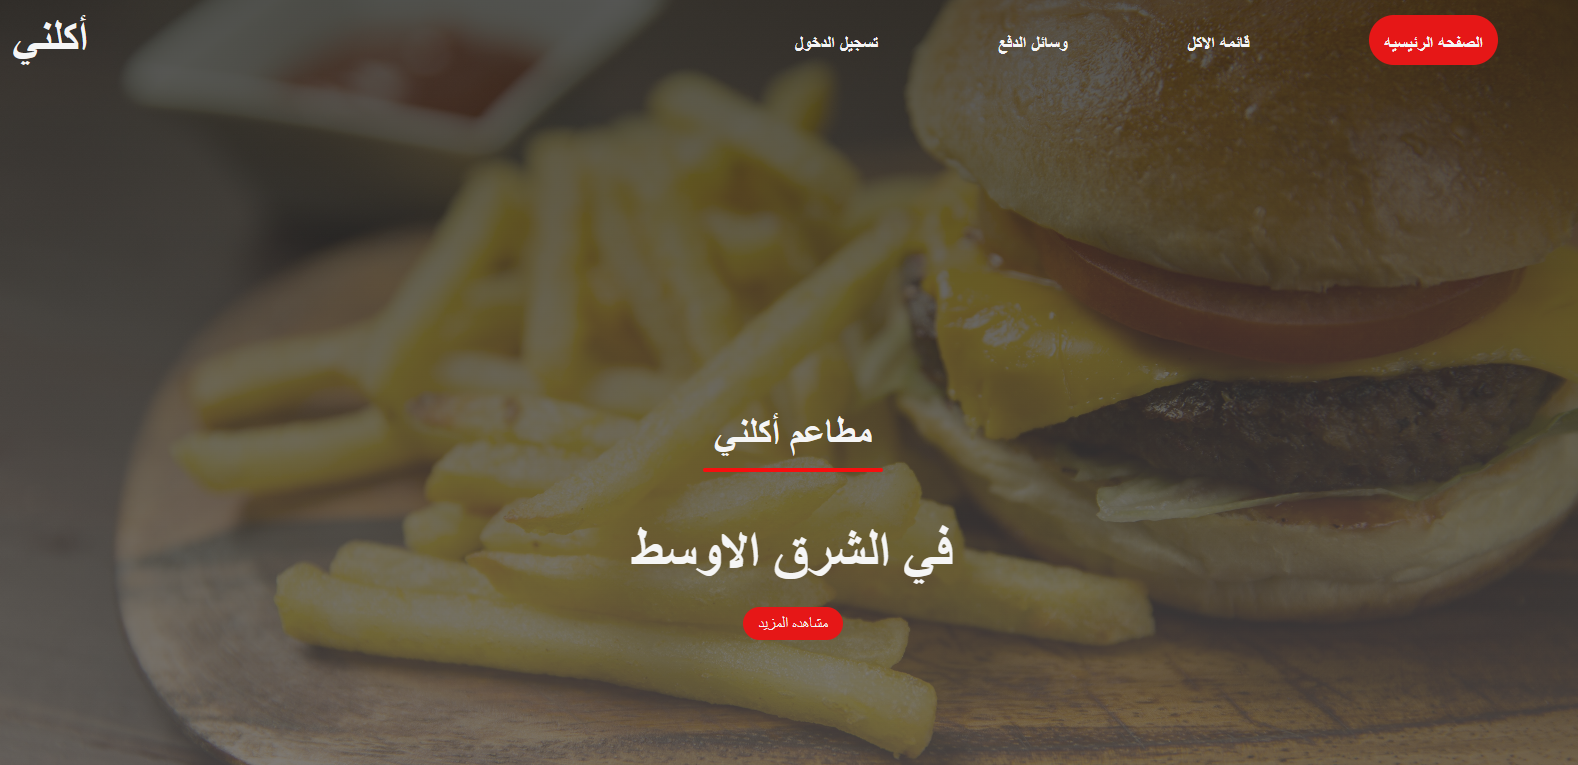 الصفحه الرئيسيه
قائمه الاكل
وسائل الدفع
تسجيل الدخول
أكلني
مطاعم أكلني
في الشرق الاوسط
مشاهده المزيد